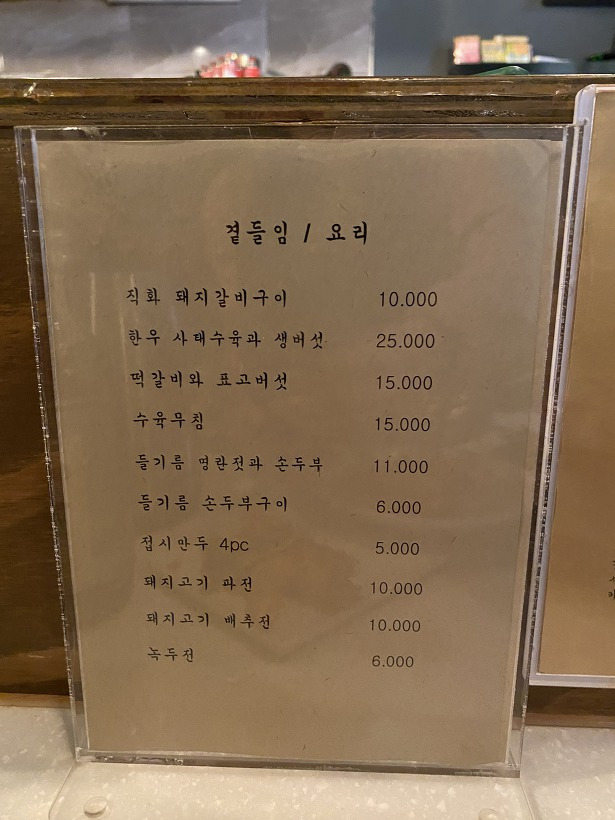 곁들임 / 요리
직화 돼지갈비구이 10.000
한우 사태수육과 생버섯 25.000
떡갈비와 표고버섯 15.000
수육무침 15.000
들기름 명란젓과 손두부 11.000
들기름 손두부구이 6.000
접시만두 4pc 5.000
돼지고기 파전 10.000
돼지고기 배추전 10.000
녹두전 6.000